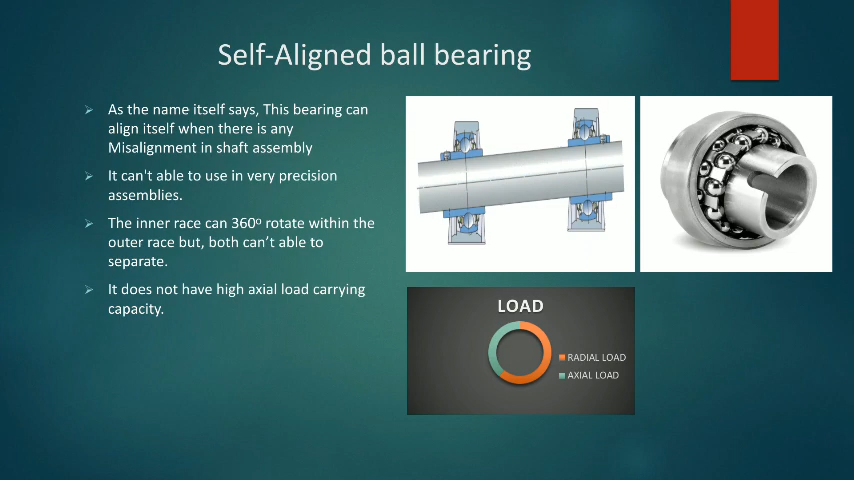 Self-Aligned ball bearing
As the name itself says, This bearing can
align itself when there is any
Misalignment in shaft assembly
It can't able to use in very precision
assemblies.
The inner race can 360º rotate within the
outer race but, both can’t able to
separate.
It does not have high axial load carrying
capacity.
LOAD
RADIAL LOAD
AXIAL LOAD